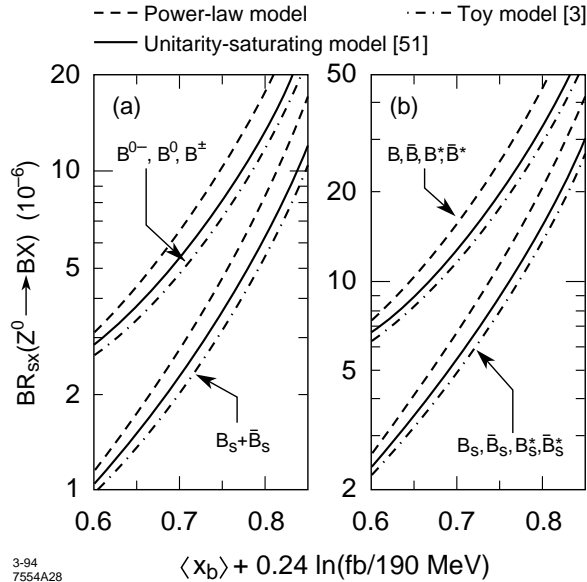 Power-law model
Toy model [3]
Unitarity-saturating model [51]
20
50
(a)
(b)
B⁰⁻, B⁰, B^±
B, B̄, B*, B̄*
10
20
10
5
5
2
B_s+B̄_s
B_s, B̄_s, B*_s, B̄*_s
1
2
BR_sx(Z⁰ ⟶ BX) (10⁻⁶)
0.6 0.7 0.8 0.6 0.7 0.8
3-94
7554A28
⟨x_b⟩ + 0.24 ln(fb/190 MeV)